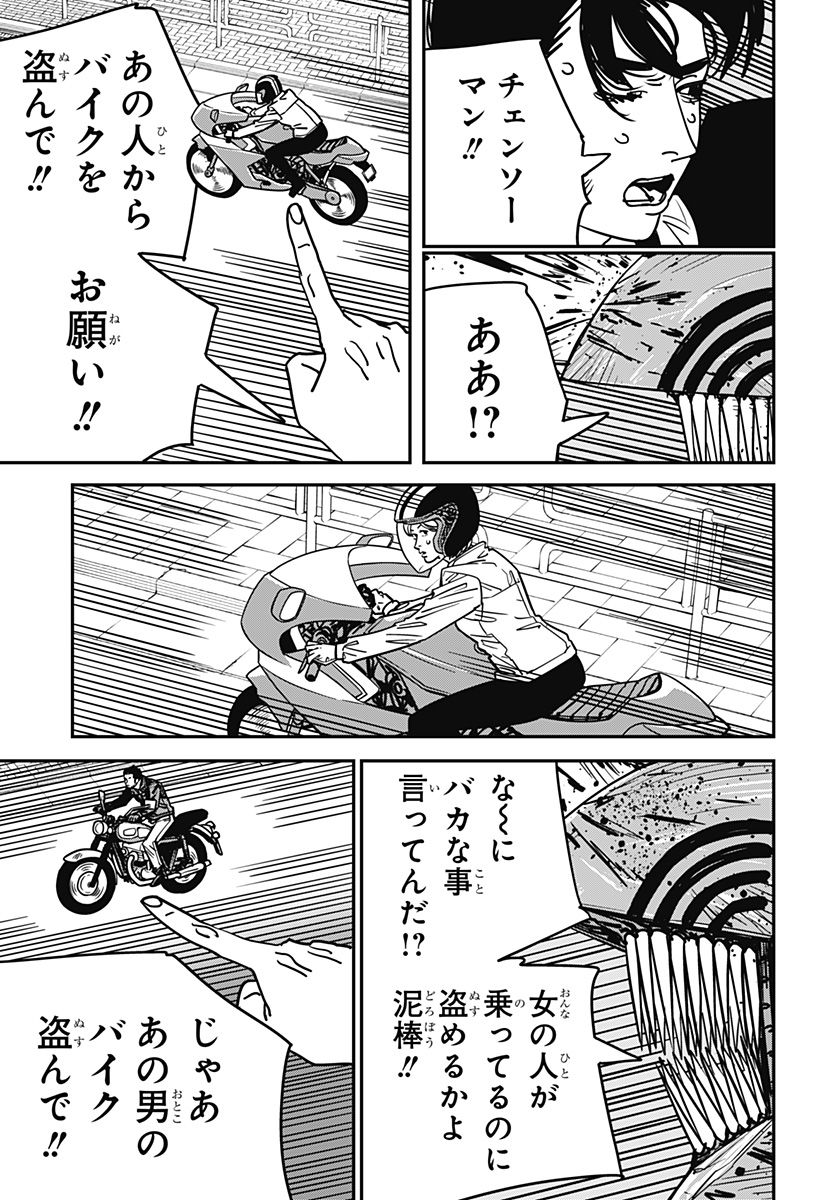 チェンソー
マン!!
ああ!?
あの人から
バイクを
盗んで!!
お願い!!
な〜に
バカな事
言ってんだ!?
女の人が
乗ってるのに
盗めるかよ
泥棒!!
じゃあ
あの男の
バイク
盗んで!!